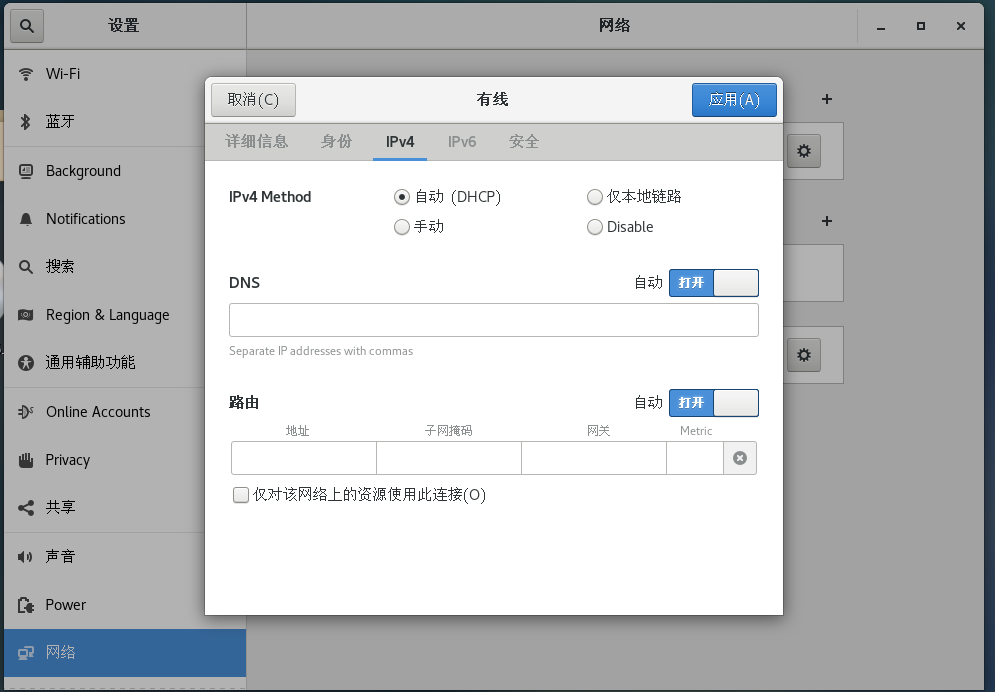 设置
网络
Wi-Fi
蓝牙
Background
Notifications
搜索
Region & Language
通用辅助功能
Online Accounts
Privacy
共享
声音
Power
网络
取消(C)
有线
应用(A)
详细信息 身份 IPv4 IPv6 安全
IPv4 Method
自动 (DHCP)
仅本地链路
手动
Disable
DNS
自动 打开
Separate IP addresses with commas
路由
自动 打开
地址 子网掩码 网关 Metric
仅对该网络上的资源使用此连接(O)